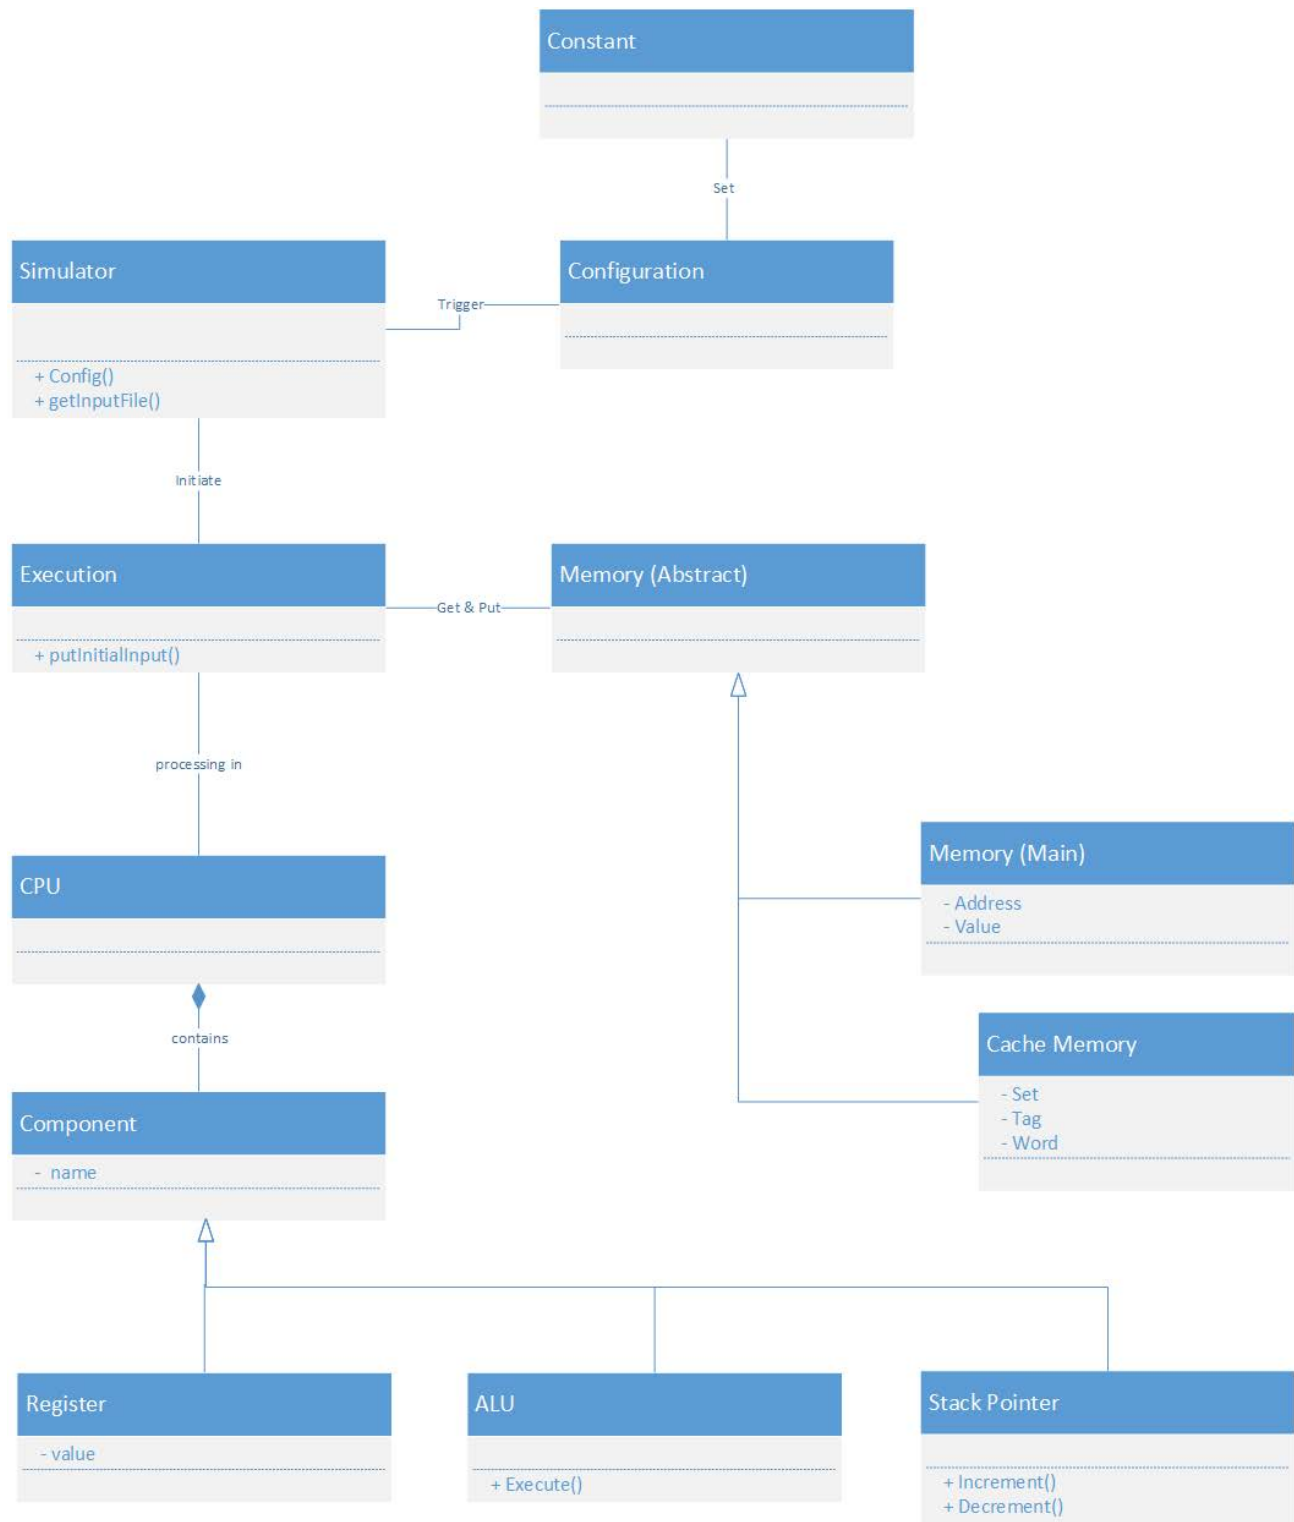 Constant
Set
Simulator
+ Config()
+ getInputFile()
Trigger
Configuration
Initiate
Execution
+ putInitialInput()
Get & Put
Memory (Abstract)
processing in
Memory (Main)
- Address
- Value
CPU
contains
Cache Memory
- Set
- Tag
- Word
Component
- name
Register
- value
ALU
+ Execute()
Stack Pointer
+ Increment()
+ Decrement()